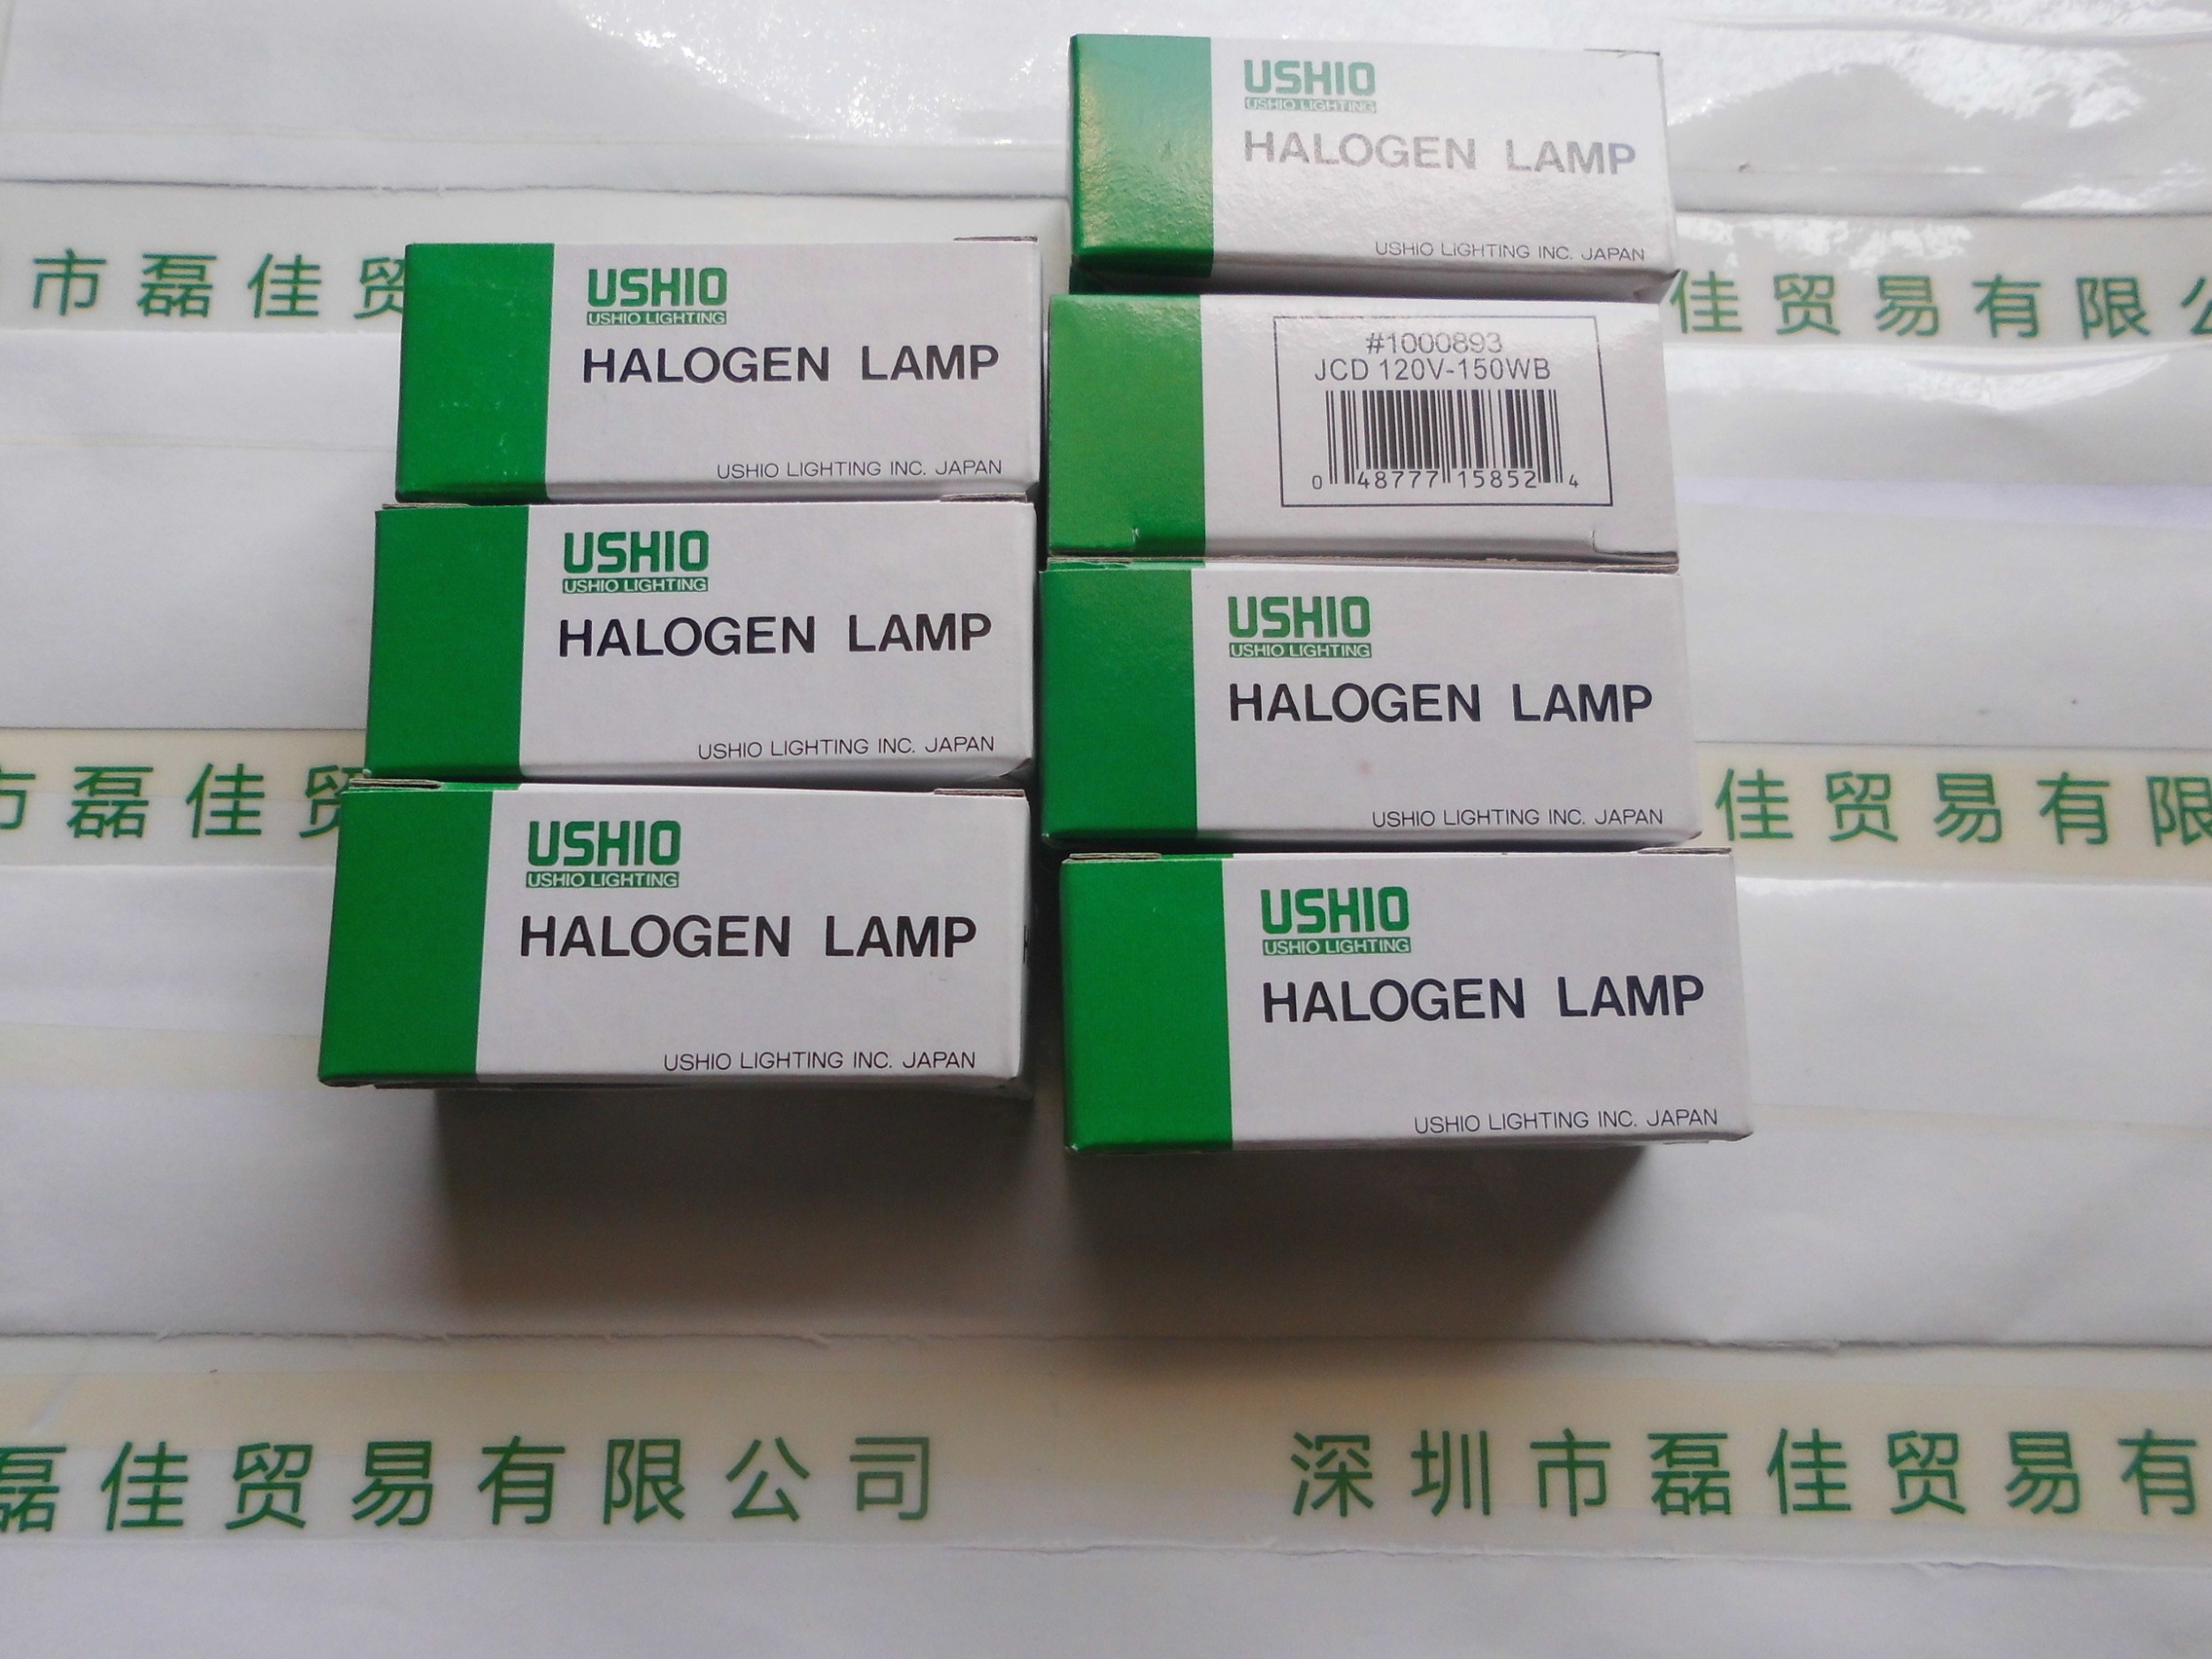 USHIO
USHIO LIGHTING
HALOGEN LAMP
USHIO LIGHTING INC. JAPAN
市磊佳贸
USHIO
USHIO LIGHTING
HALOGEN LAMP
USHIO LIGHTING INC. JAPAN
#1000893
JCD 120V-150WB
0 48777 15852 4
佳贸易有限公
USHIO
USHIO LIGHTING
HALOGEN LAMP
USHIO LIGHTING INC. JAPAN
USHIO
USHIO LIGHTING
HALOGEN LAMP
USHIO LIGHTING INC. JAPAN
市磊佳贸
佳贸易有限
USHIO
USHIO LIGHTING
HALOGEN LAMP
USHIO LIGHTING INC. JAPAN
USHIO
USHIO LIGHTING
HALOGEN LAMP
USHIO LIGHTING INC. JAPAN
磊佳贸易有限公司
深圳市磊佳贸易有